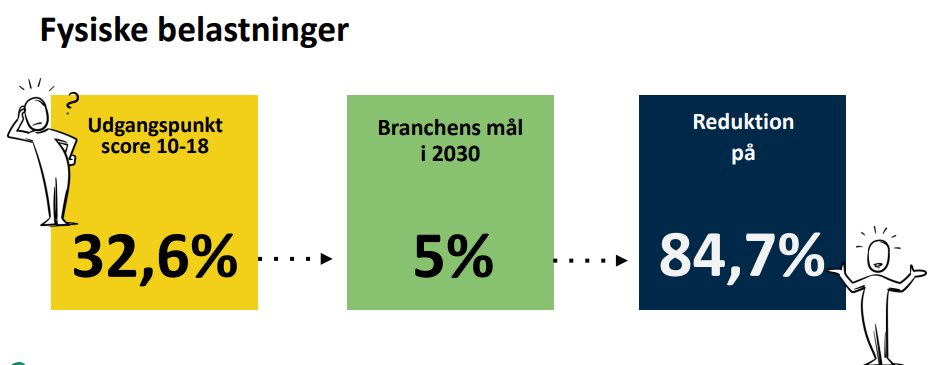 Fysiske belastninger
?
Udgangspunkt
score 10-18
32,6%
Branchens mål
i 2030
5%
Reduktion
på
84,7%